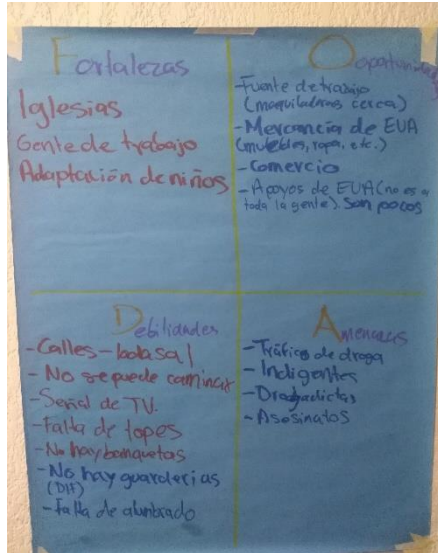 Fortalezas
Iglesias
Gente de trabajo
Adaptación de niños
Oportunidades
-Fuente de trabajo
(maquiladoras cerca)
-Mercancía de EUA
(muebles, ropa, etc.)
-Comercio
-Apoyos de EUA (no es a
toda la gente). Son pocos
Debilidades
-Calles-
-No se puede caminar
-Señal de TV.
-Falta de topes
-No hay banquetas
-No hay guarderias
(DIF)
-Falta de alumbrado
Amenazas
-Tráfico de droga
-Indigentes
-Drogadictas
-Asesinatos